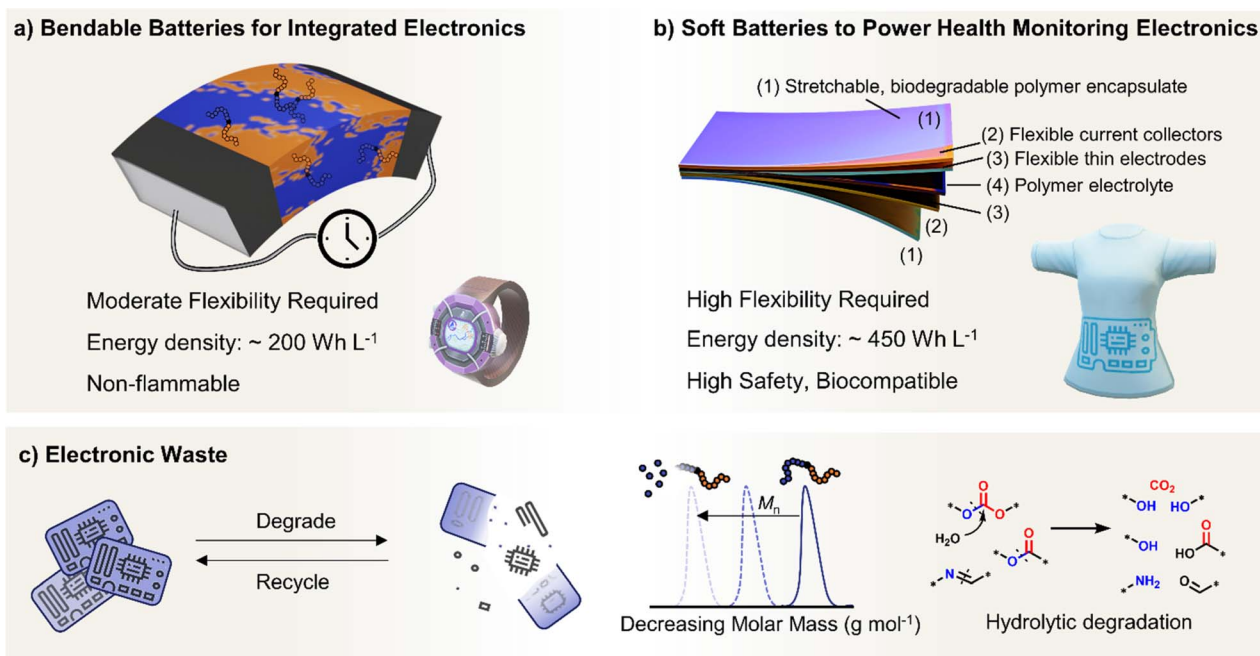 a) Bendable Batteries for Integrated Electronics
Moderate Flexibility Required
Energy density: ~ 200 Wh L⁻¹
Non-flammable
b) Soft Batteries to Power Health Monitoring Electronics
(1) Stretchable, biodegradable polymer encapsulate
(1)
(2) Flexible current collectors
(3) Flexible thin electrodes
(4) Polymer electrolyte
(3)
(2)
(1)
High Flexibility Required
Energy density: ~ 450 Wh L⁻¹
High Safety, Biocompatible
c) Electronic Waste
Degrade
Recycle
Mₙ
Decreasing Molar Mass (g mol⁻¹)
O
*-O O-*
H₂O
O
*-O *
*-N *
CO₂
*-OH HO-*
*-OH
O
HO *
*-NH₂ O *
Hydrolytic degradation